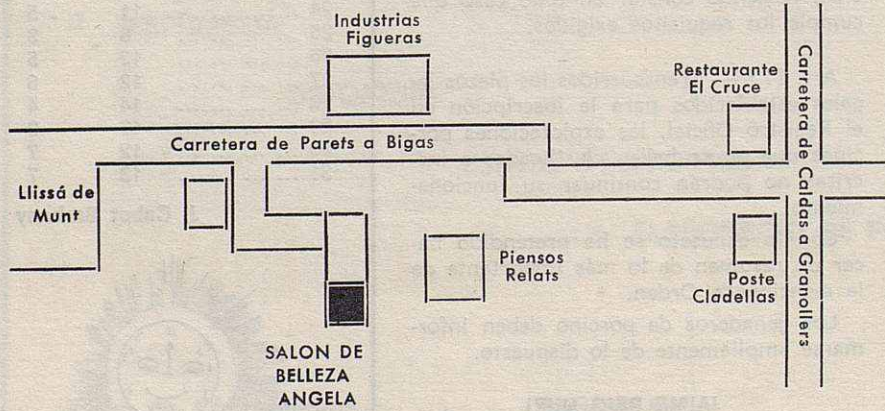 Industrias
Figueras
Restaurante
El Cruce
Carretera de Caldas a Granollers
Carretera de Parets a Bigas
Llissá de
Munt
Piensos
Relats
Poste
Cladellas
SALON DE
BELLEZA
ANGELA